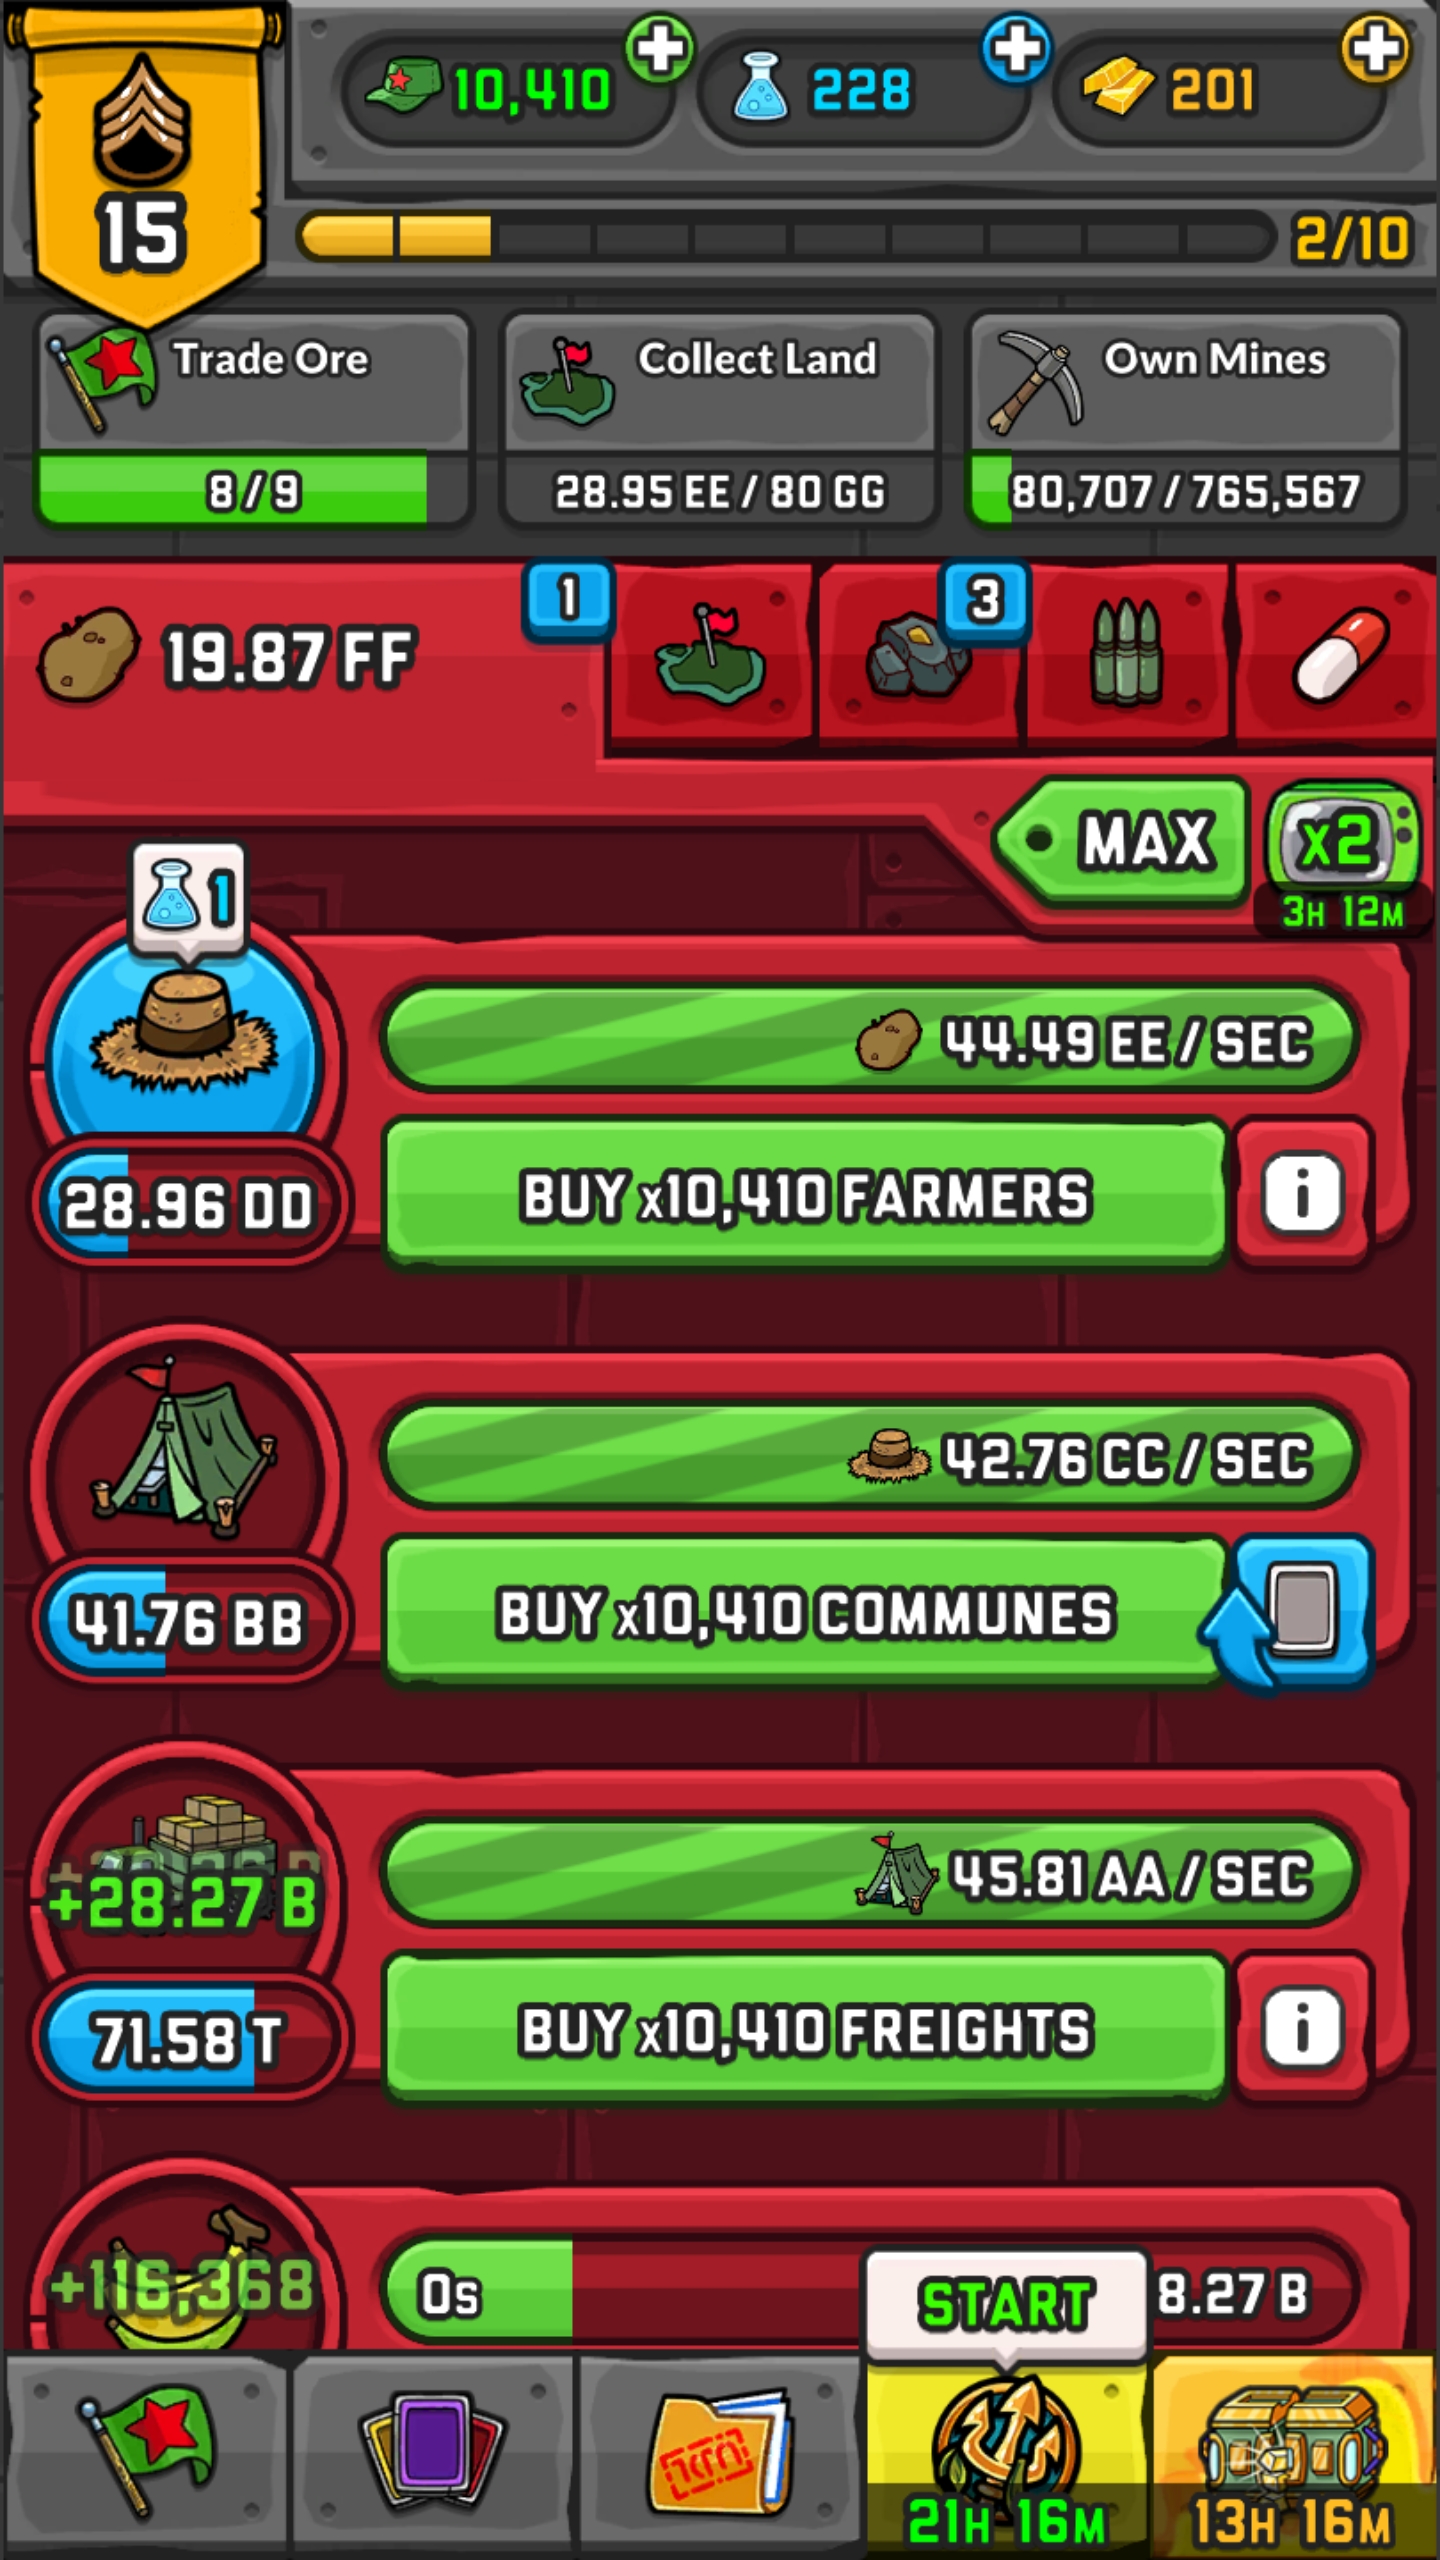 10,410
228
201
15
2/10
Trade Ore
Collect Land
Own Mines
8/9
28.95 EE / 80 GG
80,707 / 765,567
19.87 FF
1
3
MAX
x2
3H 12M
1
44.49 EE / SEC
28.96 DD
BUY x10,410 FARMERS
42.76 CC / SEC
41.76 BB
BUY x10,410 COMMUNES
45.81 AA / SEC
+28.27 B
71.58 T
BUY x10,410 FREIGHTS
+116,368
0s
START
8.27 B
21H 16M
13H 16M